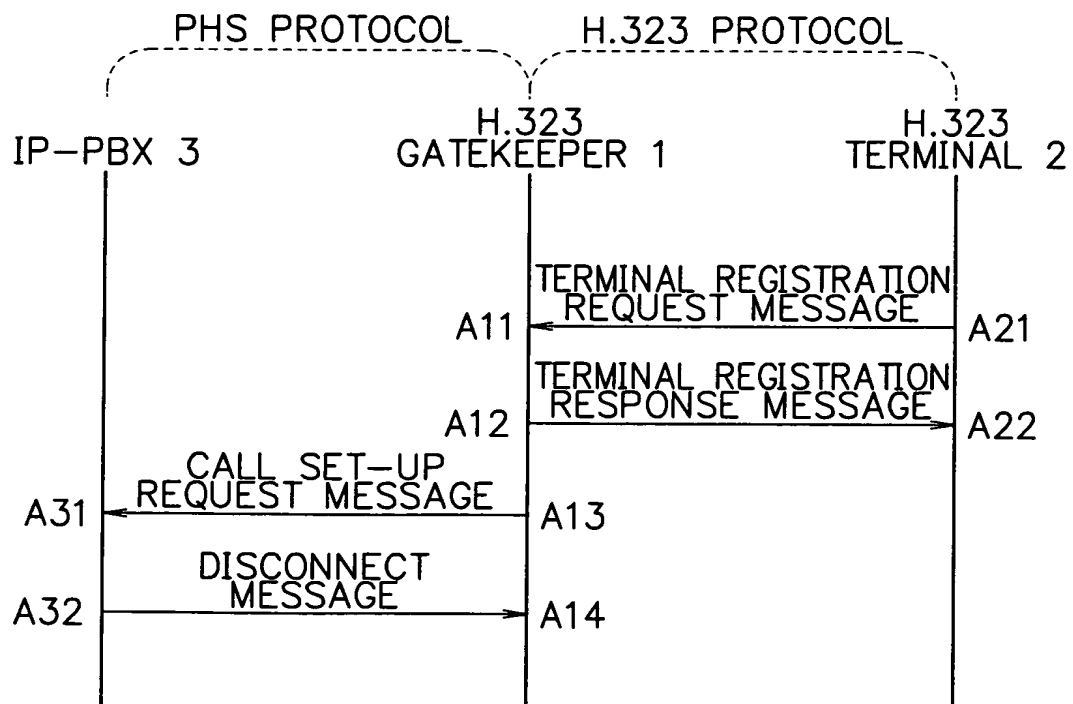 PHS PROTOCOL
H.323 PROTOCOL
IP-PBX 3
H.323
GATEKEEPER 1
H.323
TERMINAL 2
TERMINAL REGISTRATION
REQUEST MESSAGE
A11
A21
TERMINAL REGISTRATION
RESPONSE MESSAGE
A12
A22
CALL SET-UP
REQUEST MESSAGE
A31
A13
DISCONNECT
MESSAGE
A32
A14